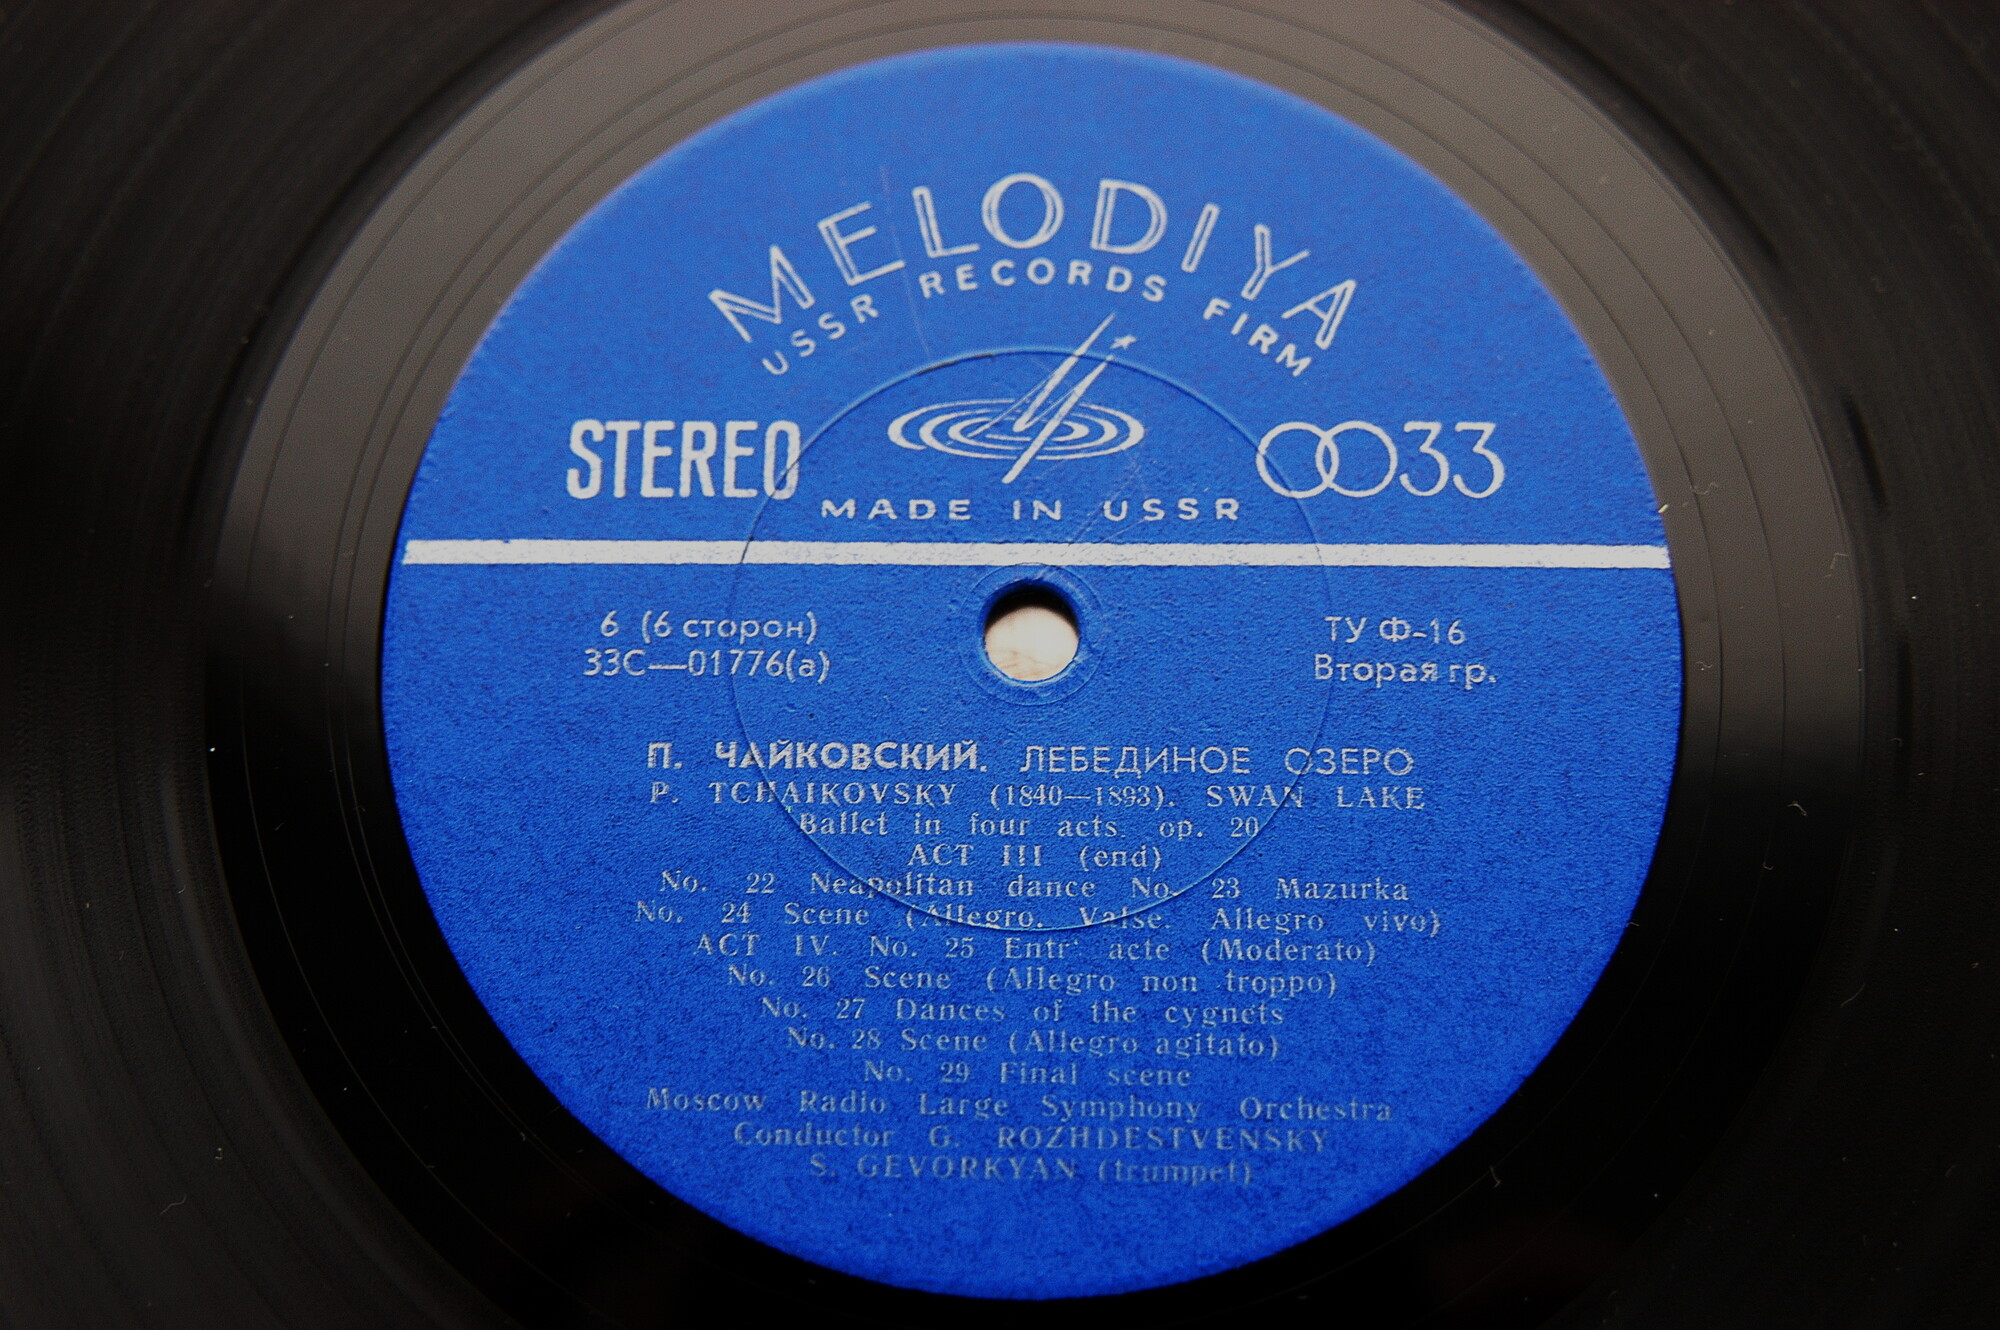 MELODIYA
USSR RECORDS FIRM
STEREO
33
MADE IN USSR
6 (6 сторон)
33С—01776(а)
ТУ Ф-16
Вторая гр.
П. ЧАЙКОВСКИЙ. ЛЕБЕДИНОЕ ОЗЕРО
P. TCHAIKOVSKY (1840—1893). SWAN LAKE
Ballet in four acts. op. 20
ACT III (end)
No. 22 Neapolitan dance No. 23 Mazurka
No. 24 Scene (Allegro. Valse. Allegro vivo)
ACT IV. No. 25 Entr' acte (Moderato)
No. 26 Scene (Allegro non troppo)
No. 27 Dances of the cygnets
No. 28 Scene (Allegro agitato)
No. 29 Final scene
Moscow Radio Large Symphony Orchestra
Conductor G. ROZHDESTVENSKY
S. GEVORKYAN (trumpet)